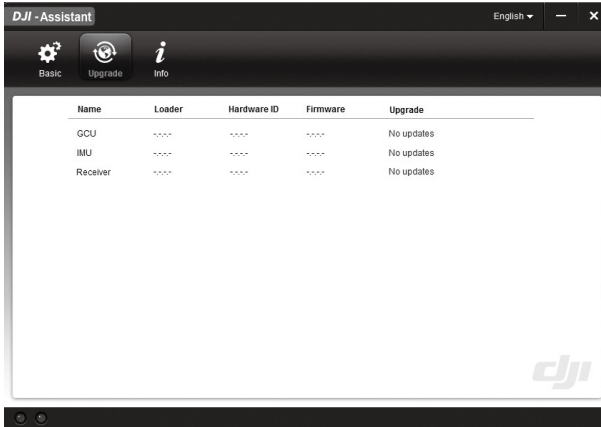 DJI - Assistant English
Basic Upgrade Info
Name Loader Hardware ID Firmware Upgrade
GCU -.-.-.- -.-.-.- -.-.-.- No updates
IMU -.-.-.- -.-.-.- -.-.-.- No updates
Receiver -.-.-.- -.-.-.- -.-.-.- No updates
dji